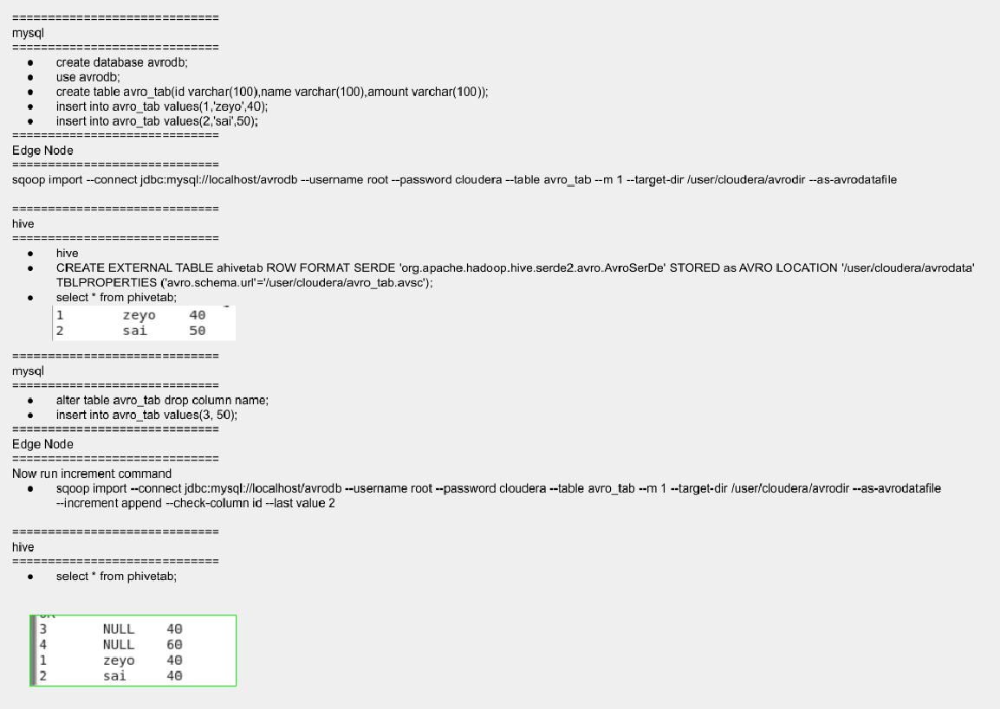 =============================
mysql
=============================
● create database avrodb;
● use avrodb;
● create table avro_tab(id varchar(100),name varchar(100),amount varchar(100));
● insert into avro_tab values(1,'zeyo',40);
● insert into avro_tab values(2,'sai',50);
=============================
Edge Node
=============================
sqoop import --connect jdbc:mysql://localhost/avrodb --username root --password cloudera --table avro_tab --m 1 --target-dir /user/cloudera/avrodir --as-avrodatafile
=============================
hive
=============================
● hive
● CREATE EXTERNAL TABLE ahivetab ROW FORMAT SERDE 'org.apache.hadoop.hive.serde2.avro.AvroSerDe' STORED as AVRO LOCATION '/user/cloudera/avrodata'
TBLPROPERTIES ('avro.schema.url'='/user/cloudera/avro_tab.avsc');
● select * from phivetab;
1 zeyo 40
2 sai 50
=============================
mysql
=============================
● alter table avro_tab drop column name;
● insert into avro_tab values(3, 50);
=============================
Edge Node
=============================
Now run increment command
● sqoop import --connect jdbc:mysql://localhost/avrodb --username root --password cloudera --table avro_tab --m 1 --target-dir /user/cloudera/avrodir --as-avrodatafile
--increment append --check-column id --last value 2
=============================
hive
=============================
● select * from phivetab;
3 NULL 40
4 NULL 60
1 zeyo 40
2 sai 40